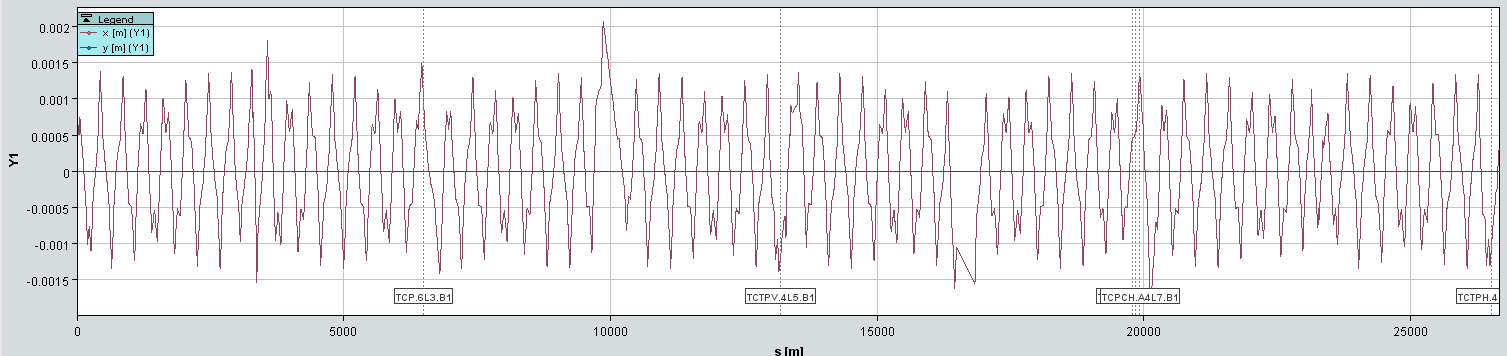 Legend
x [m] (Y1)
y [m] (Y1)
0.002
0.0015
0.001
0.0005
0
-0.0005
-0.001
-0.0015
Y1
TCP.6L3.B1
TCTPV.4L5.B1
TCPCH.A4L7.B1
TCTPH.4
0
5000
10000
15000
20000
25000
s [m]